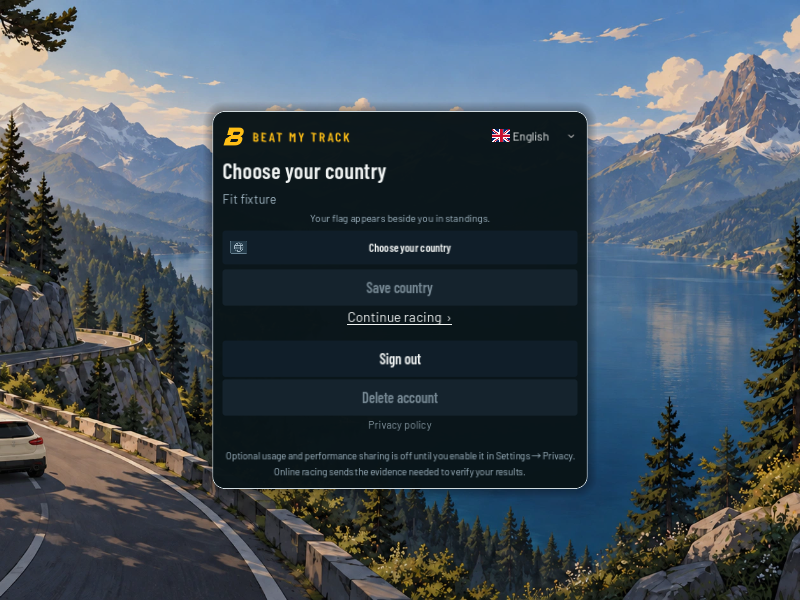 BEAT MY TRACK
English
Choose your country
Fit fixture
Your flag appears beside you in standings.
Choose your country
Save country
Continue racing ›
Sign out
Delete account
Privacy policy
Optional usage and performance sharing is off until you enable it in Settings → Privacy.
Online racing sends the evidence needed to verify your results.